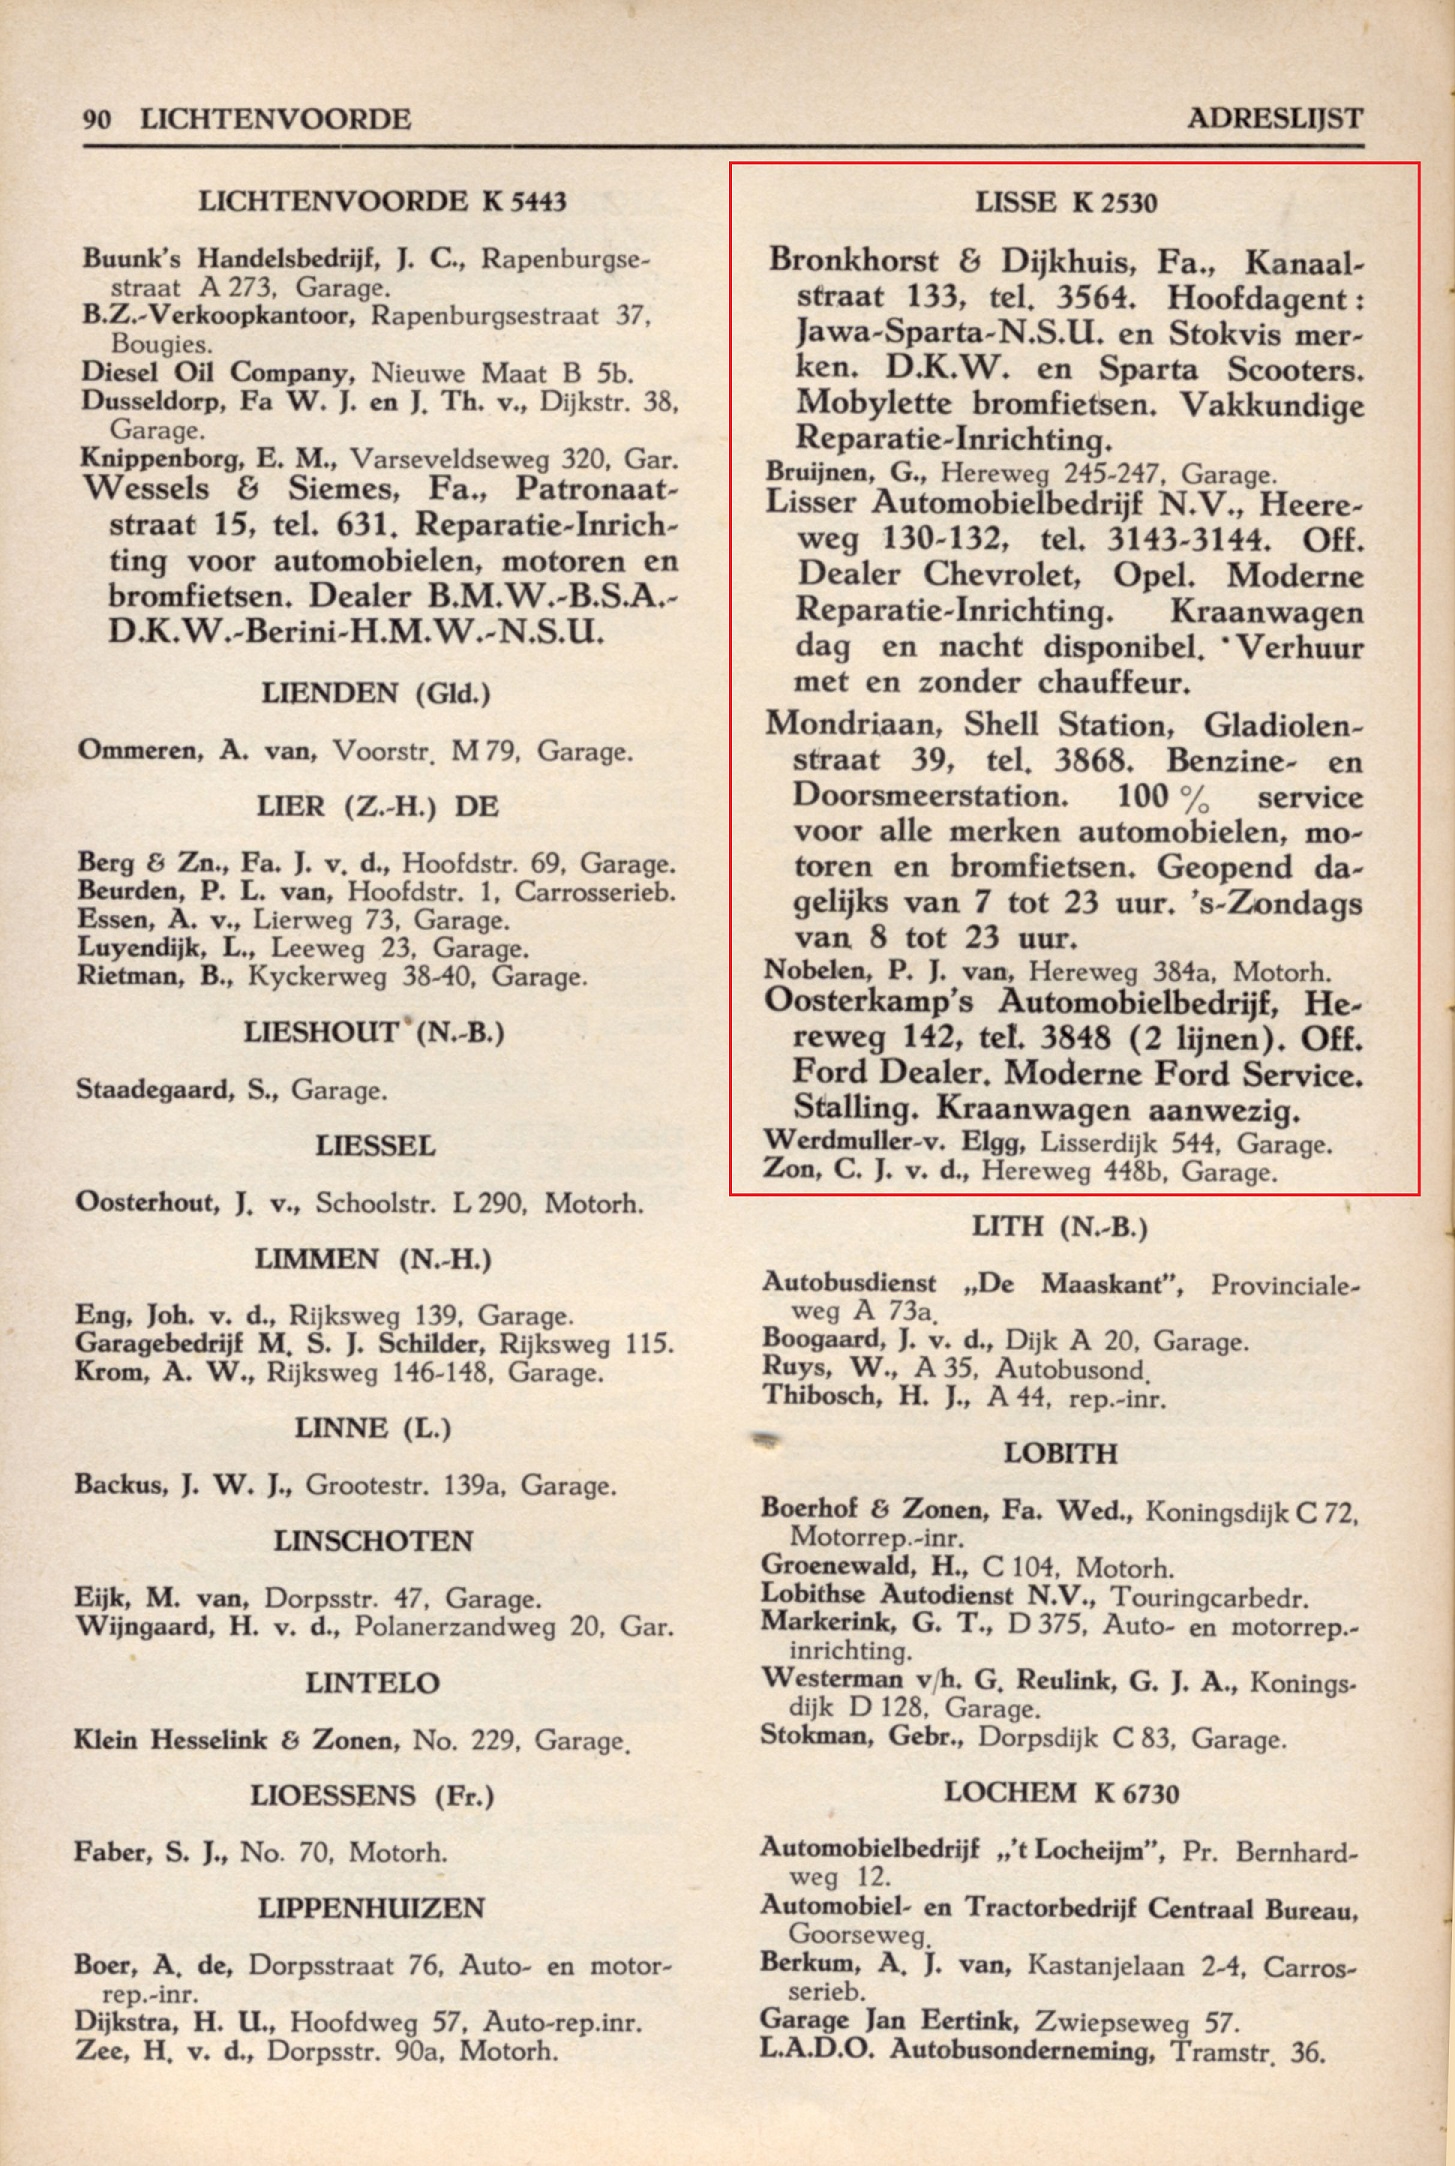 90 LICHTENVOORDE
ADRESLIJST
LICHTENVOORDE K 5443
Buunk's Handelsbedrijf, J. C., Rapenburgse-
straat A 273, Garage.
B.Z.-Verkoopkantoor, Rapenburgsestraat 37,
Bougies.
Diesel Oil Company, Nieuwe Maat B 5b.
Dusseldorp, Fa W. J. en J. Th. v., Dijkstr. 38,
Garage.
Knippenborg, E. M., Varseveldseweg 320, Gar.
Wessels & Siemes, Fa., Patronaat-
straat 15, tel. 631. Reparatie-Inrich-
ting voor automobielen, motoren en
bromfietsen. Dealer B.M.W.-B.S.A.-
D.K.W.-Berini-H.M.W.-N.S.U.
LIENDEN (Gld.)
Ommeren, A. van, Voorstr. M 79, Garage.
LIER (Z.-H.) DE
Berg & Zn., Fa. J. v. d., Hoofdstr. 69, Garage.
Beurden, P. L. van, Hoofdstr. 1, Carrosserieb.
Essen, A. v., Lierweg 73, Garage.
Luyendijk, L., Leeweg 23, Garage.
Rietman, B., Kyckerweg 38-40, Garage.
LIESHOUT (N.-B.)
Staadegaard, S., Garage.
LIESSEL
Oosterhout, J. v., Schoolstr. L 290, Motorh.
LIMMEN (N.-H.)
Eng, Joh. v. d., Rijksweg 139, Garage.
Garagebedrijf M. S. J. Schilder, Rijksweg 115.
Krom, A. W., Rijksweg 146-148, Garage.
LINNE (L.)
Backus, J. W. J., Grootestr. 139a, Garage.
LINSCHOTEN
Eijk, M. van, Dorpsstr. 47, Garage.
Wijngaard, H. v. d., Polanerzandweg 20, Gar.
LINTELO
Klein Hesselink & Zonen, No. 229, Garage.
LIOESSENS (Fr.)
Faber, S. J., No. 70, Motorh.
LIPPENHUIZEN
Boer, A. de, Dorpsstraat 76, Auto- en motor-
rep.-inr.
Dijkstra, H. U., Hoofdweg 57, Auto-rep.inr.
Zee, H. v. d., Dorpsstr. 90a, Motorh.
LISSE K 2530
Bronkhorst & Dijkhuis, Fa., Kanaal-
straat 133, tel. 3564. Hoofdagent :
Jawa-Sparta-N.S.U. en Stokvis mer-
ken. D.K.W. en Sparta Scooters.
Mobylette bromfietsen. Vakkundige
Reparatie-Inrichting.
Bruijnen, G., Hereweg 245-247, Garage.
Lisser Automobielbedrijf N.V., Heere-
weg 130-132, tel. 3143-3144. Off.
Dealer Chevrolet, Opel. Moderne
Reparatie-Inrichting. Kraanwagen
dag en nacht disponibel. Verhuur
met en zonder chauffeur.
Mondriaan, Shell Station, Gladiolen-
straat 39, tel. 3868. Benzine- en
Doorsmeerstation. 100 % service
voor alle merken automobielen, mo-
toren en bromfietsen. Geopend da-
gelijks van 7 tot 23 uur. 's-Zondags
van 8 tot 23 uur.
Nobelen, P. J. van, Hereweg 384a, Motorh.
Oosterkamp's Automobielbedrijf, He-
reweg 142, tel. 3848 (2 lijnen). Off.
Ford Dealer. Moderne Ford Service.
Stalling. Kraanwagen aanwezig.
Werdmuller-v. Elgg, Lisserdijk 544, Garage.
Zon, C. J. v. d., Hereweg 448b, Garage.
LITH (N.-B.)
Autobusdienst „De Maaskant”, Provinciale-
weg A 73a.
Boogaard, J. v. d., Dijk A 20, Garage.
Ruys, W., A 35, Autobusond.
Thibosch, H. J., A 44, rep.-inr.
LOBITH
Boerhof & Zonen, Fa. Wed., Koningsdijk C 72,
Motorrep.-inr.
Groenewald, H., C 104, Motorh.
Lobithse Autodienst N.V., Touringcarbedr.
Markerink, G. T., D 375, Auto- en motorrep.-
inrichting.
Westerman v/h. G. Reulink, G. J. A., Konings-
dijk D 128, Garage.
Stokman, Gebr., Dorpsdijk C 83, Garage.
LOCHEM K 6730
Automobielbedrijf „'t Locheijm”, Pr. Bernhard-
weg 12.
Automobiel- en Tractorbedrijf Centraal Bureau,
Goorseweg.
Berkum, A. J. van, Kastanjelaan 2-4, Carros-
serieb.
Garage Jan Eertink, Zwiepseweg 57.
L.A.D.O. Autobusonderneming, Tramstr. 36.